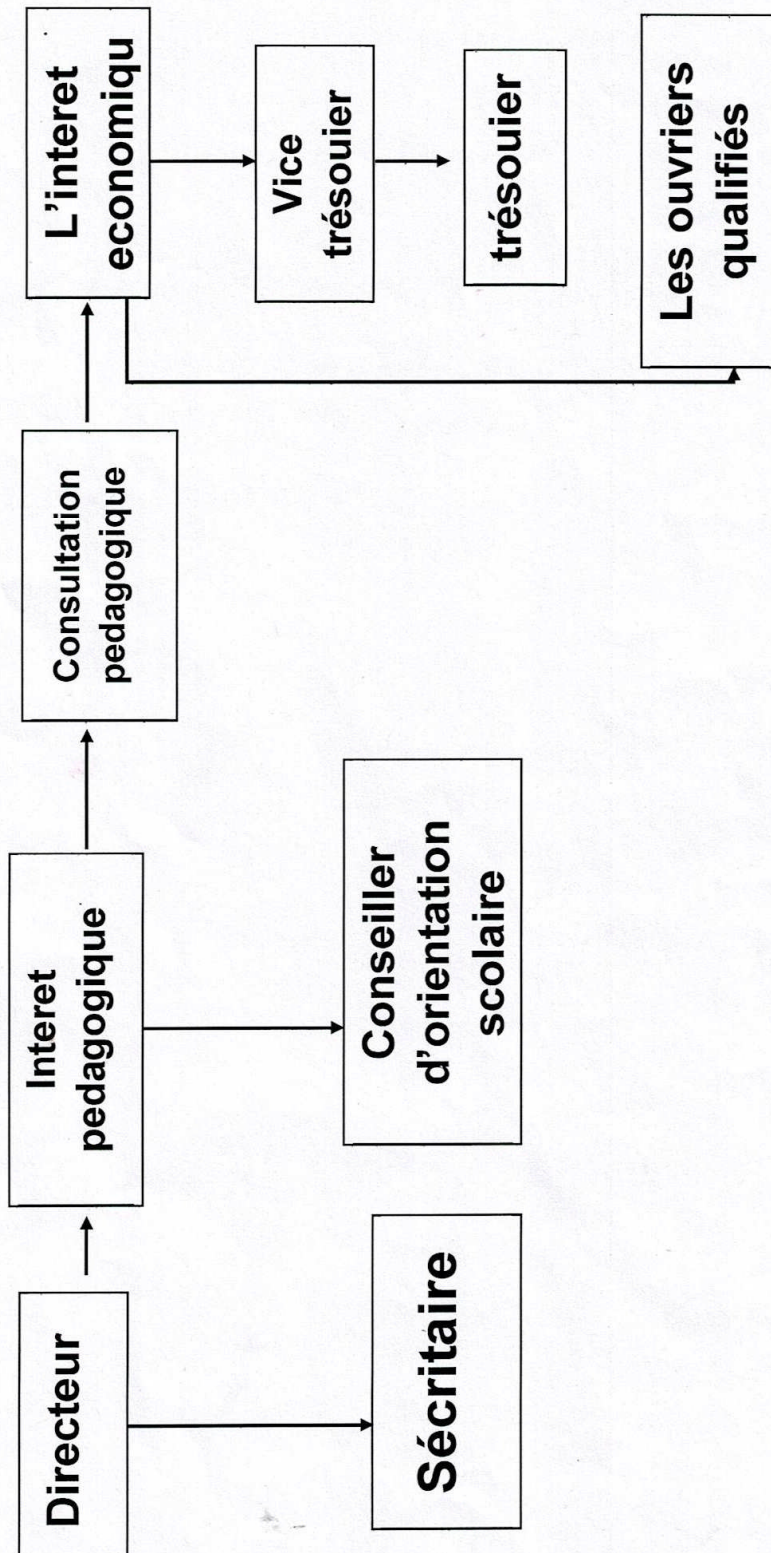 Directeur
Interet
pedagogique
Consultation
pedagogique
L'interet
economiqu
Sécritaire
Conseiller
d'orientation
scolaire
Vice
trésouier
trésouier
Les ouvriers
qualifiés